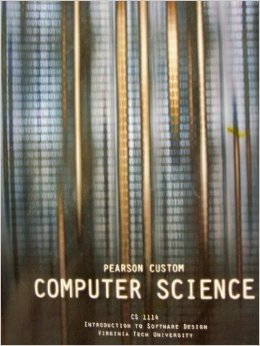 PEARSON CUSTOM
COMPUTER SCIENCE
CS 1114
INTRODUCTION TO SOFTWARE DESIGN
VIRGINIA TECH UNIVERSITY